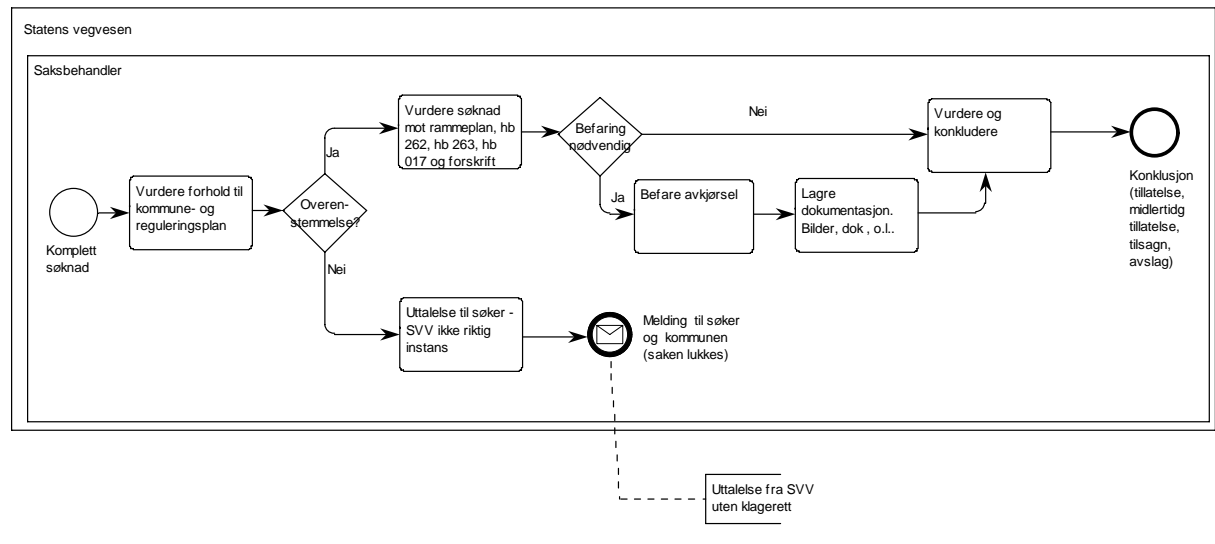 Statens vegvesen
Saksbehandler
Komplett
søknad
Vurdere forhold til
kommune- og
reguleringsplan
Overen-
stemmelse?
Ja
Vurdere søknad
mot rammeplan, hb
262, hb 263, hb
017 og forskrift
Befaring
nødvendig
Nei
Vurdere og
konkludere
Konklusjon
(tillatelse,
midlertidg
tillatelse,
tilsagn,
avslag)
Ja
Befare avkjørsel
Lagre
dokumentasjon.
Bilder, dok , o.l..
Nei
Uttalelse til søker -
SVV ikke riktig
instans
Melding til søker
og kommunen
(saken lukkes)
Uttalelse fra SVV
uten klagerett